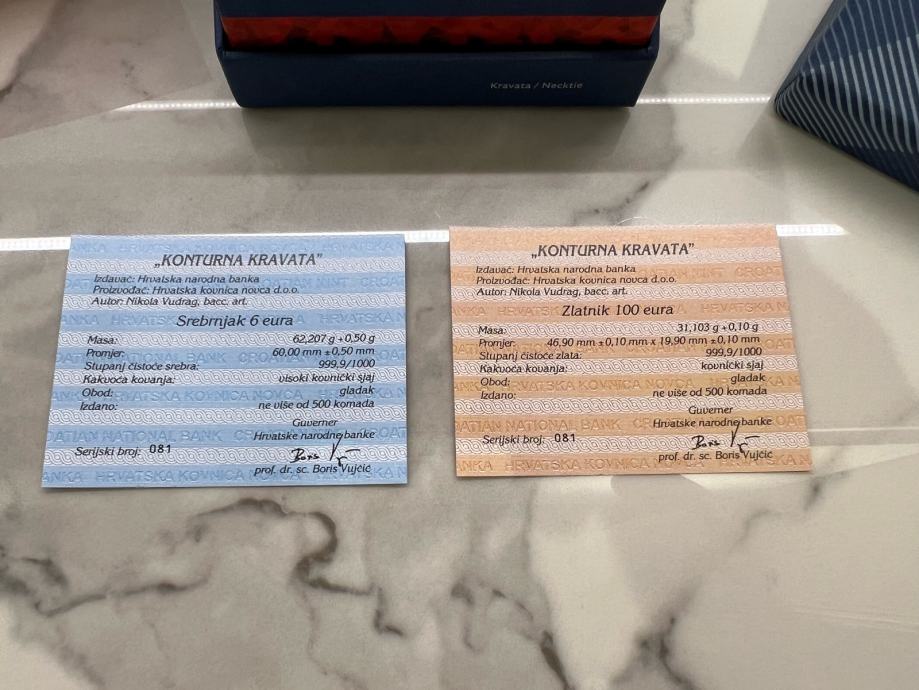 Kravata / Necktie
„KONTURNA KRAVATA”
Izdavač: Hrvatska narodna banka
Proizvođač: Hrvatska kovnica novca d.o.o.
Autor: Nikola Vudrag, bacc. art.
Srebrnjak 6 eura
Masa: 62,207 g +0,50 g
Promjer: 60,00 mm ±0,50 mm
Stupanj čistoće srebra: 999,9/1000
Kakvoća kovanja: visoki kovnički sjaj
Obod: gladak
Izdano: ne više od 500 komada
Guverner
Hrvatske narodne banke
Serijski broj: 081
prof. dr. sc. Boris Vujčić
„KONTURNA KRAVATA”
Izdavač: Hrvatska narodna banka
Proizvođač: Hrvatska kovnica novca d.o.o.
Autor: Nikola Vudrag, bacc. art.
Zlatnik 100 eura
Masa: 31,103 g +0,10 g
Promjer: 46,90 mm ±0,10 mm x 19,90 mm ±0,10 mm
Stupanj čistoće zlata: 999,9/1000
Kakvoća kovanja: kovnički sjaj
Obod: gladak
Izdano: ne više od 500 komada
Guverner
Hrvatske narodne banke
Serijski broj: 081
prof. dr. sc. Boris Vujčić